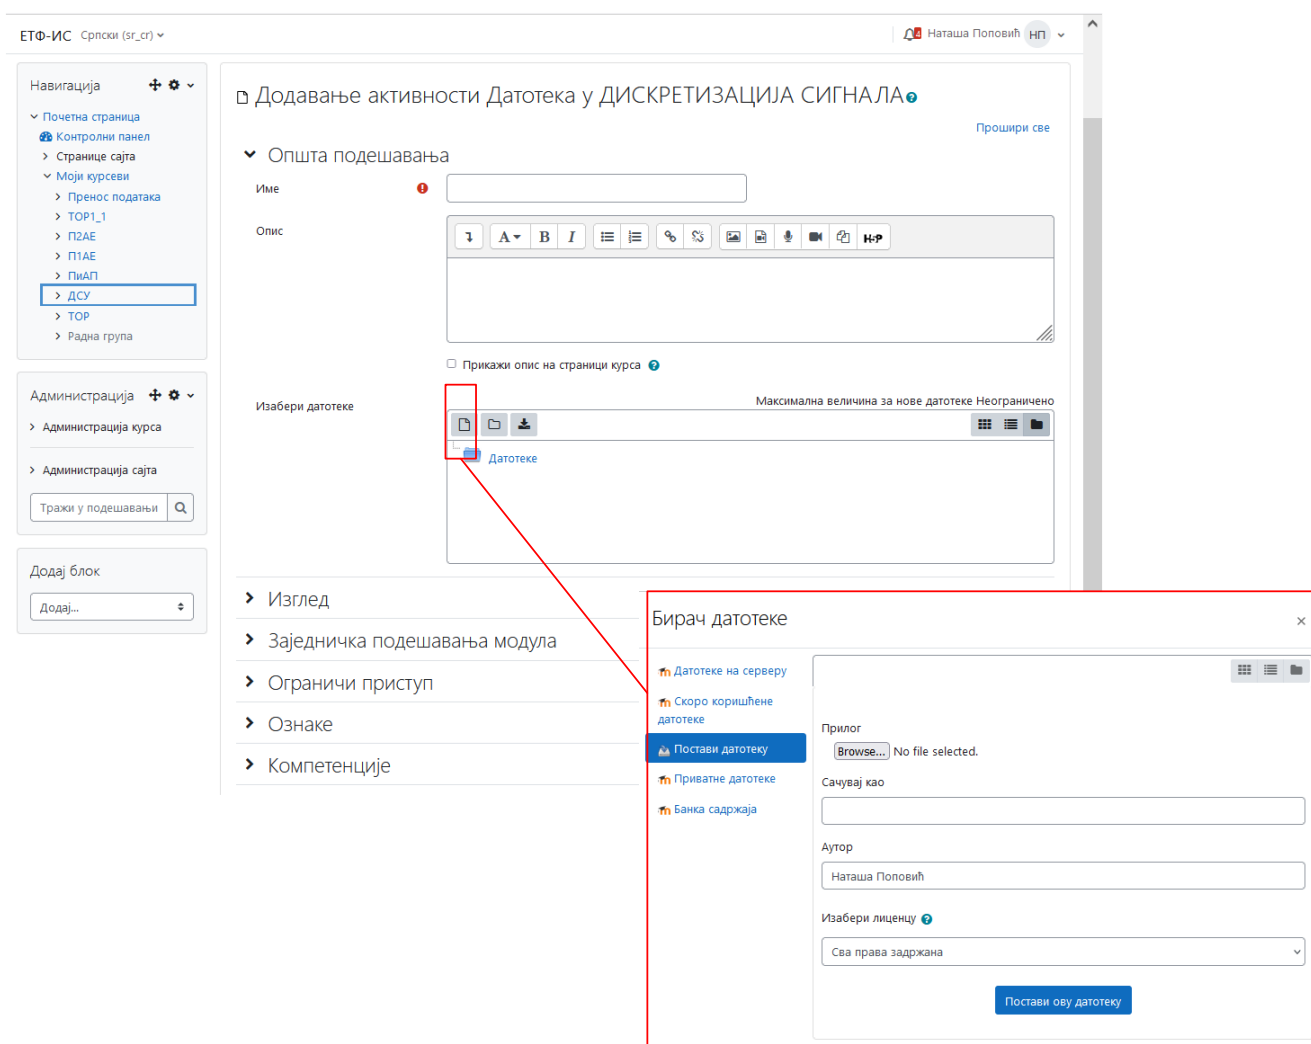 ЕТФ-ИС Српски (sr_cr)
4 Наташа Поповић НП
Навигација
Почетна страница
Контролни панел
Странице сајта
Моји курсеви
Пренос података
ТОР1_1
П2АЕ
П1АЕ
ПиАП
ДСУ
ТОР
Радна група
Администрација
Администрација курса
Администрација сајта
Тражи у подешавањи
Додај блок
Додај...
Додавање активности Датотека у ДИСКРЕТИЗАЦИЈА СИГНАЛА
Прошири све
Општа подешавања
Име
Опис
A B I H-P
Прикажи опис на страници курса
Изабери датотеке
Максимална величина за нове датотеке Неограничено
Датотеке
Изглед
Заједничка подешавања модула
Ограничи приступ
Ознаке
Компетенције
Бирач датотеке ×
Датотеке на серверу
Скоро коришћене
датотеке
Постави датотеку
Приватне датотеке
Банка садржаја
Прилог
Browse... No file selected.
Сачувај као
Аутор
Наташа Поповић
Изабери лиценцу
Сва права задржана
Постави ову датотеку